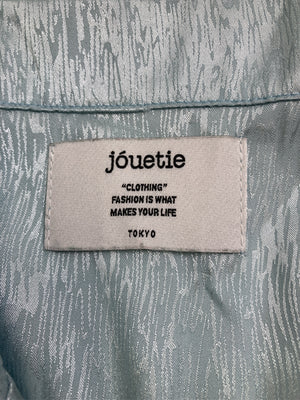 jóuetie
“CLOTHING”
FASHION IS WHAT
MAKES YOUR LIFE
TOKYO